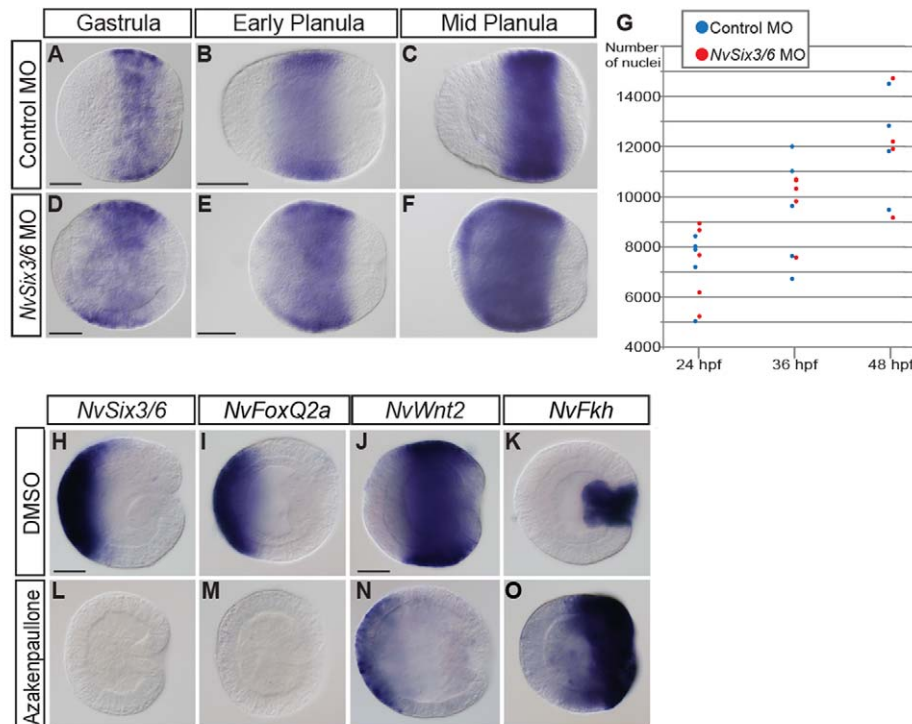 Gastrula
Early Planula
Mid Planula
Control MO
A
B
C
NvSix3/6 MO
D
E
F
G
Control MO
NvSix3/6 MO
Number
of nuclei
14000
12000
10000
8000
6000
4000
24 hpf
36 hpf
48 hpf
NvSix3/6
NvFoxQ2a
NvWnt2
NvFkh
DMSO
H
I
J
K
Azakenpaullone
L
M
N
O